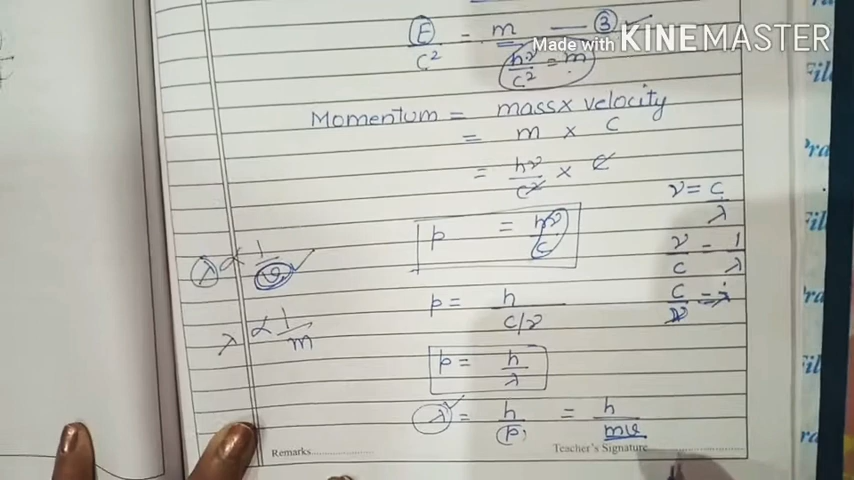 E/c² = m — ③
Made with KINEMASTER
hν/c² = m
Momentum = mass x velocity
= m x c
= hν/c² x c
ν = c/λ
p = hν/c
ν/c = 1/λ
λ ∝ 1/v
p = h/c/ν
c/ν = λ
λ ∝ 1/m
p = h/λ
λ = h/p = h/mv
Remarks
Teacher's Signature